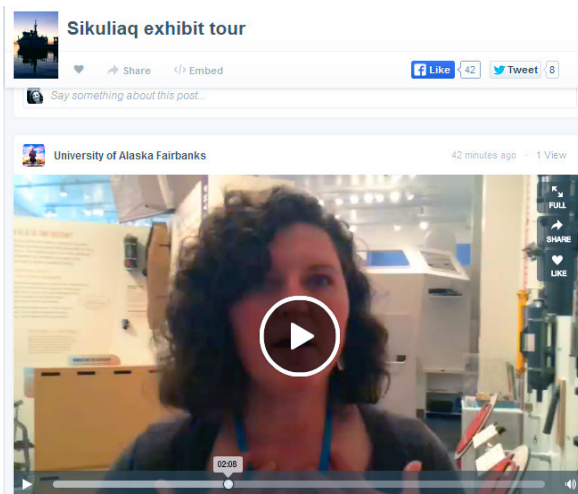 Sikuliaq exhibit tour
Share
</> Embed
Like 42
Tweet 8
Say something about this post...
University of Alaska Fairbanks
42 minutes ago – 1 View
FULL
SHARE
LIKE
02:08